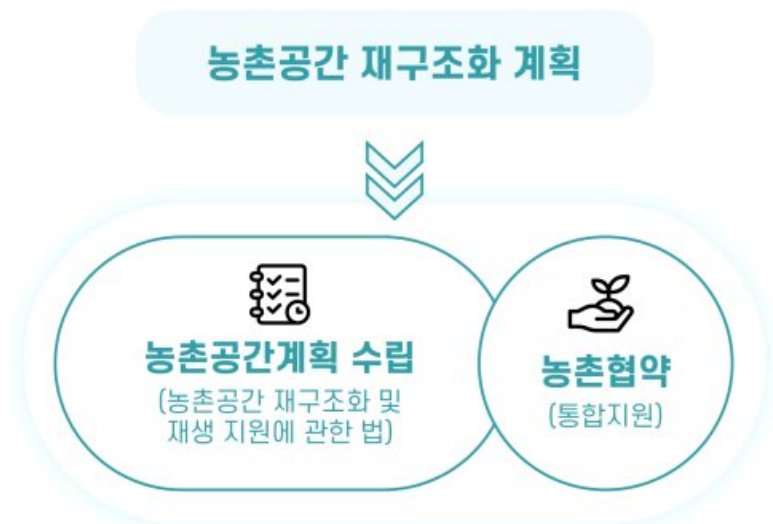 농촌공간 재구조화 계획
농촌공간계획 수립
(농촌공간 재구조화 및
재생 지원에 관한 법)
농촌협약
(통합지원)